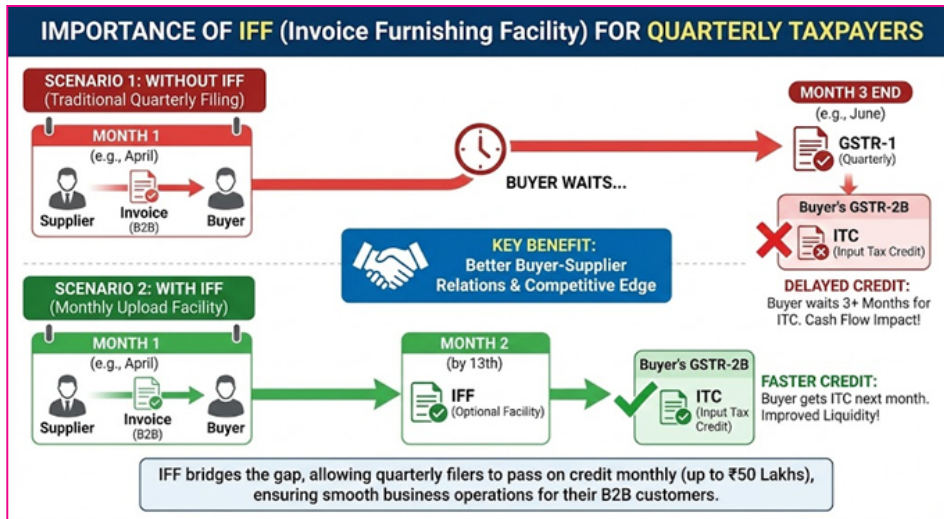 IMPORTANCE OF IFF (Invoice Furnishing Facility) FOR QUARTERLY TAXPAYERS
SCENARIO 1: WITHOUT IFF
(Traditional Quarterly Filing)
MONTH 1
(e.g., April)
Supplier
Invoice
(B2B)
Buyer
BUYER WAITS...
MONTH 3 END
(e.g., June)
GSTR-1
(Quarterly)
Buyer's GSTR-2B
ITC
(Input Tax Credit)
DELAYED CREDIT:
Buyer waits 3+ Months for
ITC. Cash Flow Impact!
KEY BENEFIT:
Better Buyer-Supplier
Relations & Competitive Edge
SCENARIO 2: WITH IFF
(Monthly Upload Facility)
MONTH 1
(e.g., April)
Supplier
Invoice
(B2B)
Buyer
MONTH 2
(by 13th)
IFF
(Optional Facility)
Buyer's GSTR-2B
ITC
(Input Tax
Credit)
FASTER CREDIT:
Buyer gets ITC next month.
Improved Liquidity!
IFF bridges the gap, allowing quarterly filers to pass on credit monthly (up to ₹50 Lakhs),
ensuring smooth business operations for their B2B customers.